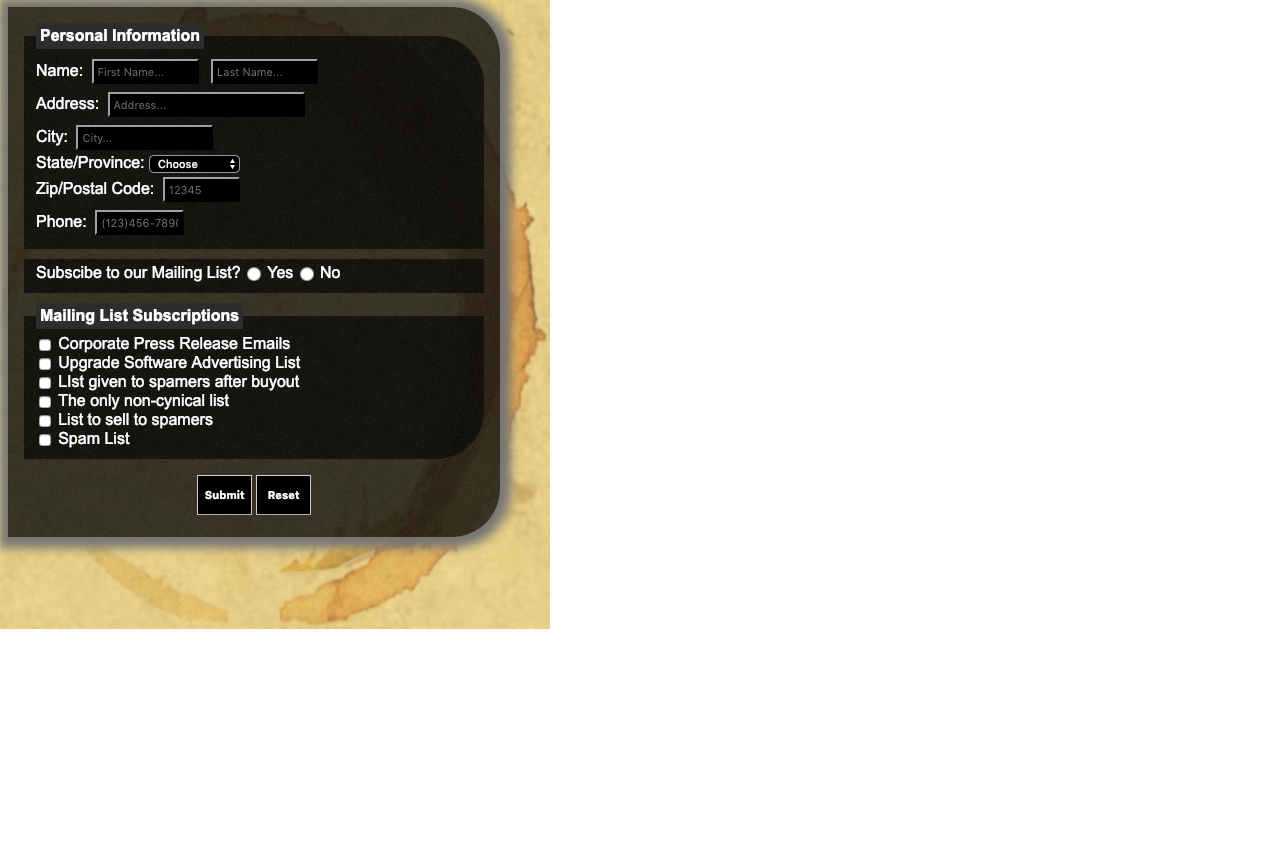 Personal Information
Name: First Name... Last Name...
Address: Address...
City: City...
State/Province: Choose
Zip/Postal Code: 12345
Phone: (123)456-789(
Subscibe to our Mailing List? Yes No
Mailing List Subscriptions
Corporate Press Release Emails
Upgrade Software Advertising List
LIst given to spamers after buyout
The only non-cynical list
List to sell to spamers
Spam List
Submit Reset